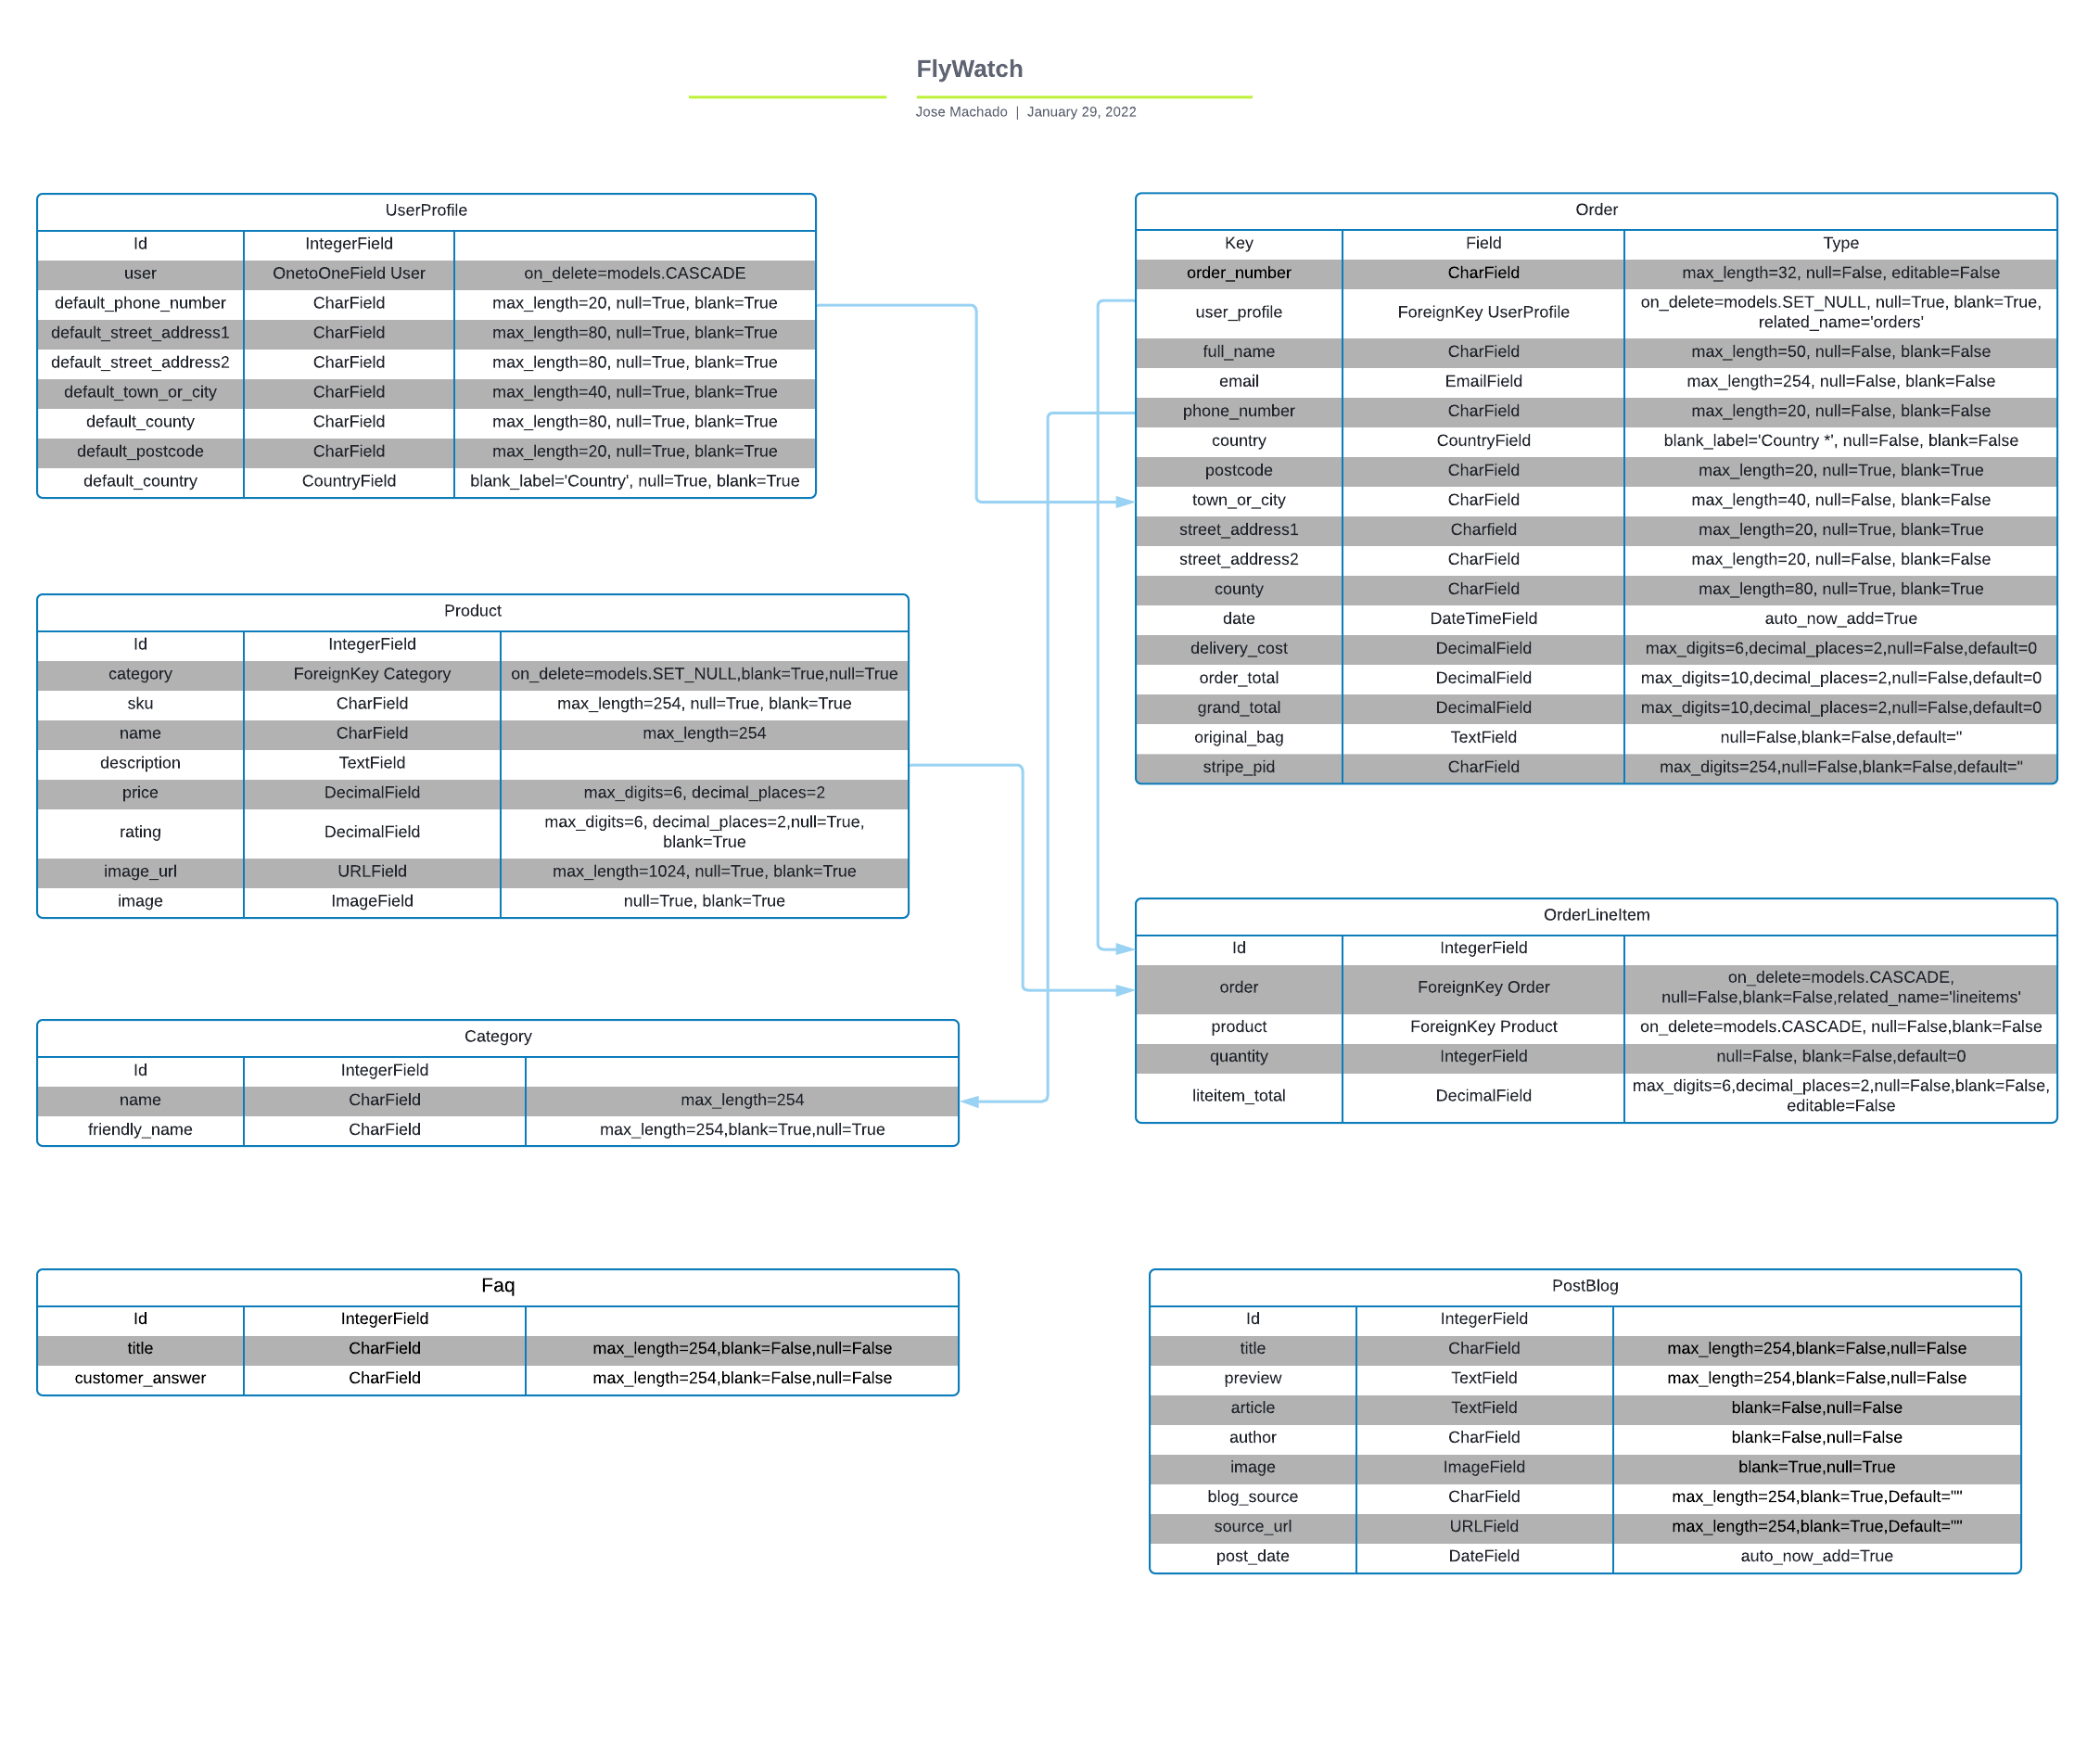 FlyWatch
Jose Machado | January 29, 2022
UserProfile
Id IntegerField
user OnetoOneField User on_delete=models.CASCADE
default_phone_number CharField max_length=20, null=True, blank=True
default_street_address1 CharField max_length=80, null=True, blank=True
default_street_address2 CharField max_length=80, null=True, blank=True
default_town_or_city CharField max_length=40, null=True, blank=True
default_county CharField max_length=80, null=True, blank=True
default_postcode CharField max_length=20, null=True, blank=True
default_country CountryField blank_label='Country', null=True, blank=True
Order
Key Field Type
order_number CharField max_length=32, null=False, editable=False
user_profile ForeignKey UserProfile on_delete=models.SET_NULL, null=True, blank=True,
related_name='orders'
full_name CharField max_length=50, null=False, blank=False
email EmailField max_length=254, null=False, blank=False
phone_number CharField max_length=20, null=False, blank=False
country CountryField blank_label='Country *', null=False, blank=False
postcode CharField max_length=20, null=True, blank=True
town_or_city CharField max_length=40, null=False, blank=False
street_address1 Charfield max_length=20, null=True, blank=True
street_address2 CharField max_length=20, null=False, blank=False
county CharField max_length=80, null=True, blank=True
date DateTimeField auto_now_add=True
delivery_cost DecimalField max_digits=6,decimal_places=2,null=False,default=0
order_total DecimalField max_digits=10,decimal_places=2,null=False,default=0
grand_total DecimalField max_digits=10,decimal_places=2,null=False,default=0
original_bag TextField null=False,blank=False,default=''
stripe_pid CharField max_digits=254,null=False,blank=False,default=''
Product
Id IntegerField
category ForeignKey Category on_delete=models.SET_NULL,blank=True,null=True
sku CharField max_length=254, null=True, blank=True
name CharField max_length=254
description TextField
price DecimalField max_digits=6, decimal_places=2
rating DecimalField max_digits=6, decimal_places=2,null=True,
blank=True
image_url URLField max_length=1024, null=True, blank=True
image ImageField null=True, blank=True
OrderLineItem
Id IntegerField
order ForeignKey Order on_delete=models.CASCADE,
null=False,blank=False,related_name='lineitems'
product ForeignKey Product on_delete=models.CASCADE, null=False,blank=False
quantity IntegerField null=False, blank=False,default=0
liteitem_total DecimalField max_digits=6,decimal_places=2,null=False,blank=False,
editable=False
Category
Id IntegerField
name CharField max_length=254
friendly_name CharField max_length=254,blank=True,null=True
Faq
Id IntegerField
title CharField max_length=254,blank=False,null=False
customer_answer CharField max_length=254,blank=False,null=False
PostBlog
Id IntegerField
title CharField max_length=254,blank=False,null=False
preview TextField max_length=254,blank=False,null=False
article TextField blank=False,null=False
author CharField blank=False,null=False
image ImageField blank=True,null=True
blog_source CharField max_length=254,blank=True,Default=""
source_url URLField max_length=254,blank=True,Default=""
post_date DateField auto_now_add=True